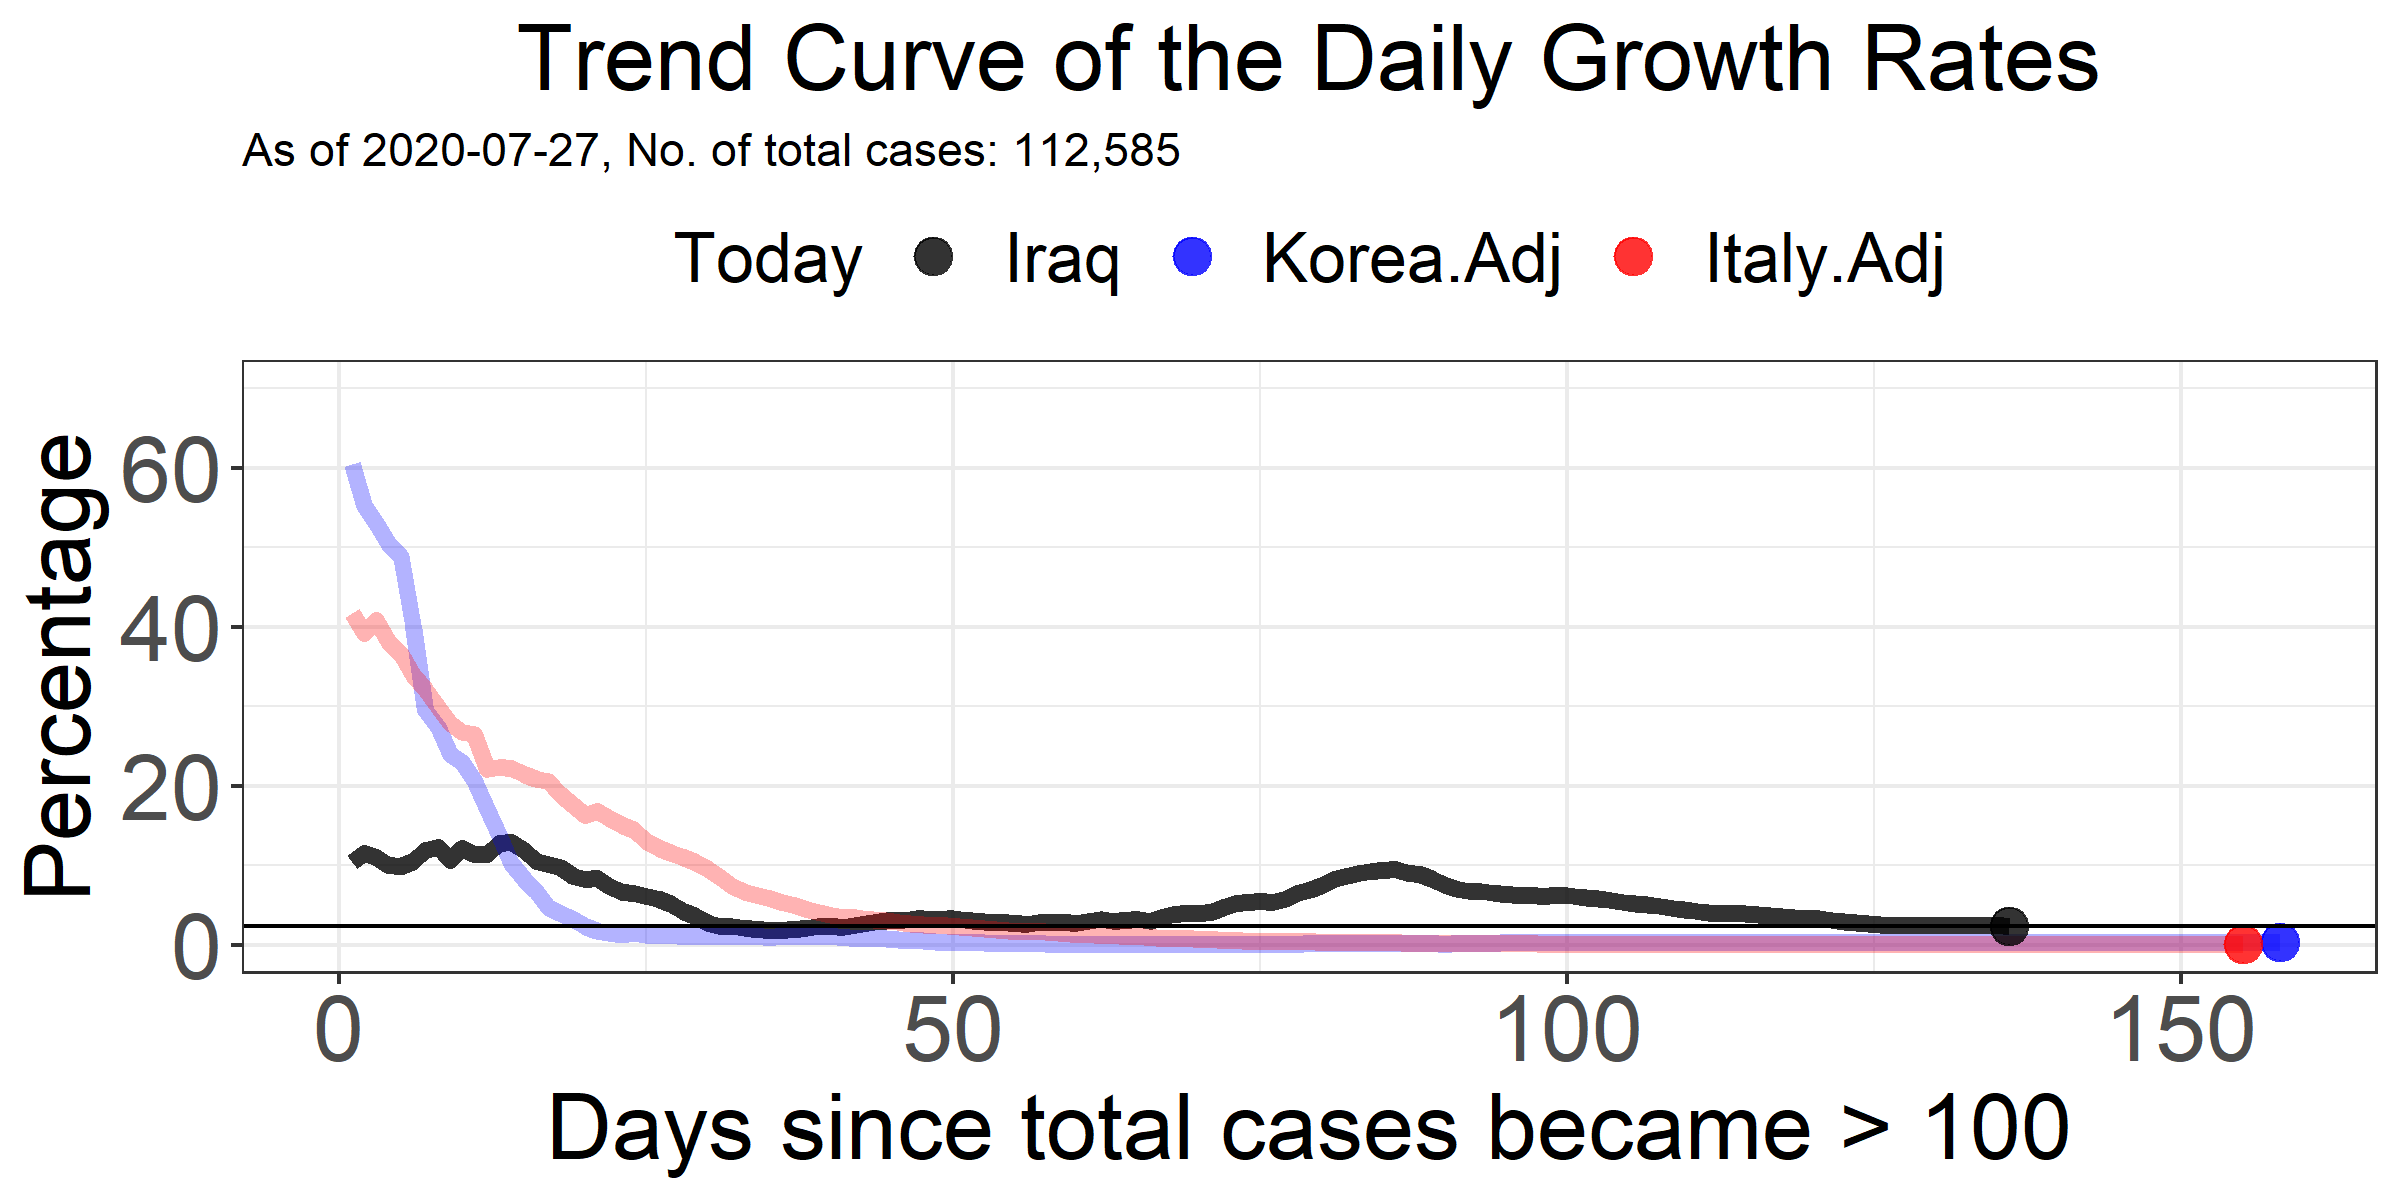 Trend Curve of the Daily Growth Rates
As of 2020-07-27, No. of total cases: 112,585
Today Iraq Korea.Adj Italy.Adj
Percentage
60
40
20
0
0 50 100 150
Days since total cases became > 100